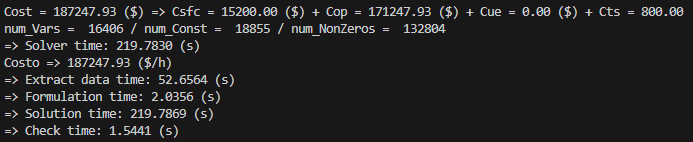 Cost = 187247.93 ($) => Csfc = 15200.00 ($) + Cop = 171247.93 ($) + Cue = 0.00 ($) + Cts = 800.00
num_Vars =  16406 / num_Const =  18855 / num_NonZeros =  132804
=> Solver time: 219.7830 (s)
Costo => 187247.93 ($/h)
=> Extract data time: 52.6564 (s)
=> Formulation time: 2.0356 (s)
=> Solution time: 219.7869 (s)
=> Check time: 1.5441 (s)